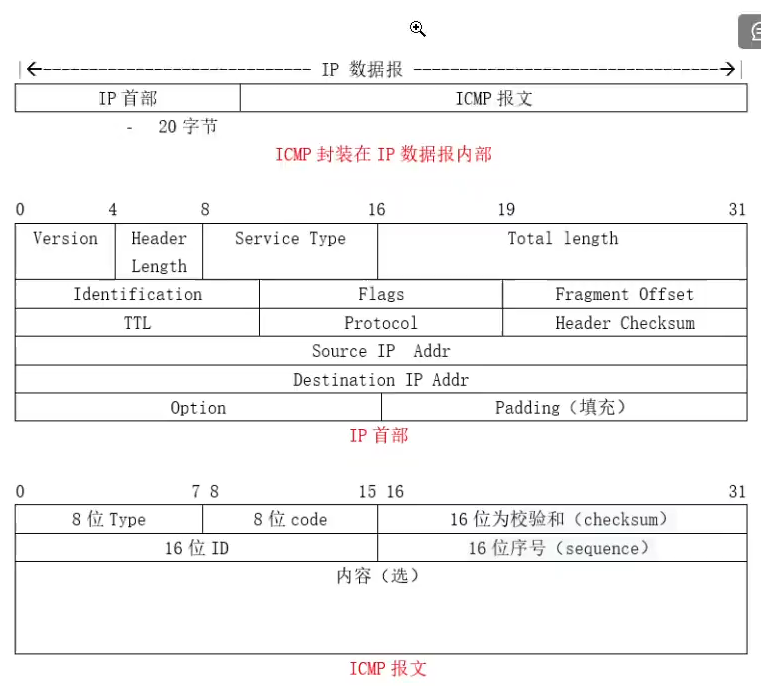 IP 数据报
IP 首部 ICMP 报文
- 20 字节
ICMP 封装在 IP 数据报内部
0 4 8 16 19 31
Version Header Service Type Total length
Length
Identification Flags Fragment Offset
TTL Protocol Header Checksum
Source IP Addr
Destination IP Addr
Option Padding（填充）
IP 首部
0 7 8 15 16 31
8 位 Type 8 位 code 16 位为校验和（checksum）
16 位 ID 16 位序号（sequence）
内容（选）
ICMP 报文